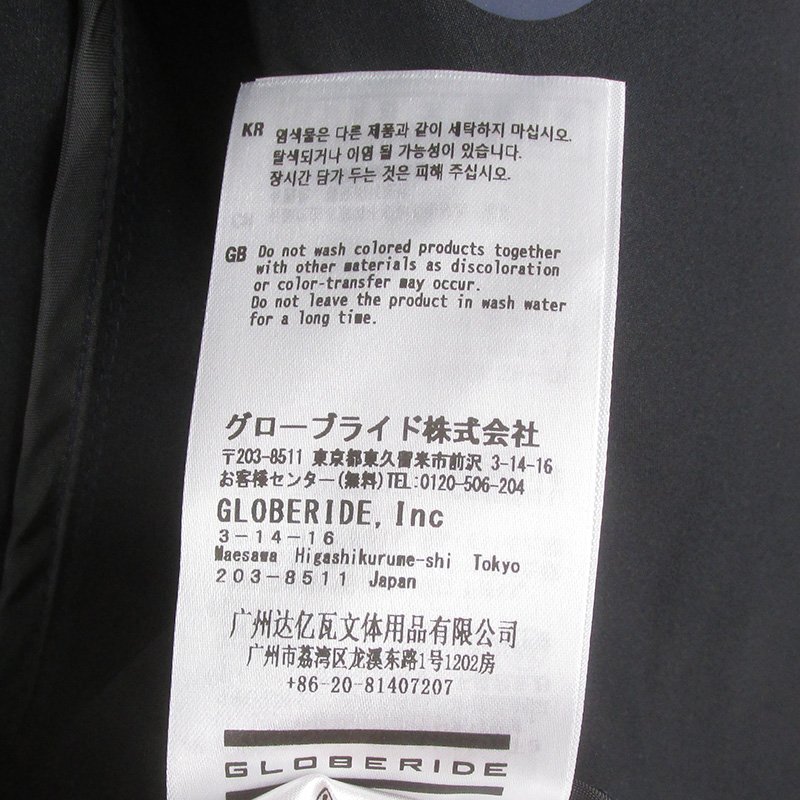 KR 염색물은 다른 제품과 같이 세탁하지 마십시오.
탈색되거나 이염 될 가능성이 있습니다.
장시간 담가 두는 것은 피해 주십시오.
GB Do not wash colored products together
with other materials as discoloration
or color-transfer may occur.
Do not leave the product in wash water
for a long time.
グローブライド株式会社
〒203-8511 東京都東久留米市前沢 3-14-16
お客様センター(無料)TEL:0120-506-204
GLOBERIDE, Inc
3-14-16
Maesawa Higashikurume-shi Tokyo
203-8511 Japan
广州达亿瓦文体用品有限公司
广州市荔湾区龙溪东路1号1202房
+86-20-81407207
GLOBERIDE